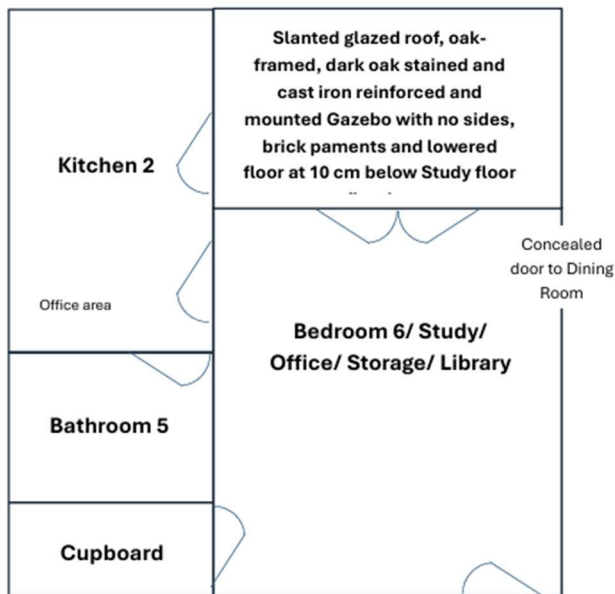 Slanted glazed roof, oak-
framed, dark oak stained and
cast iron reinforced and
mounted Gazebo with no sides,
brick paments and lowered
floor at 10 cm below Study floor
Kitchen 2
Concealed
door to Dining
Room
Office area
Bedroom 6/ Study/
Office/ Storage/ Library
Bathroom 5
Cupboard